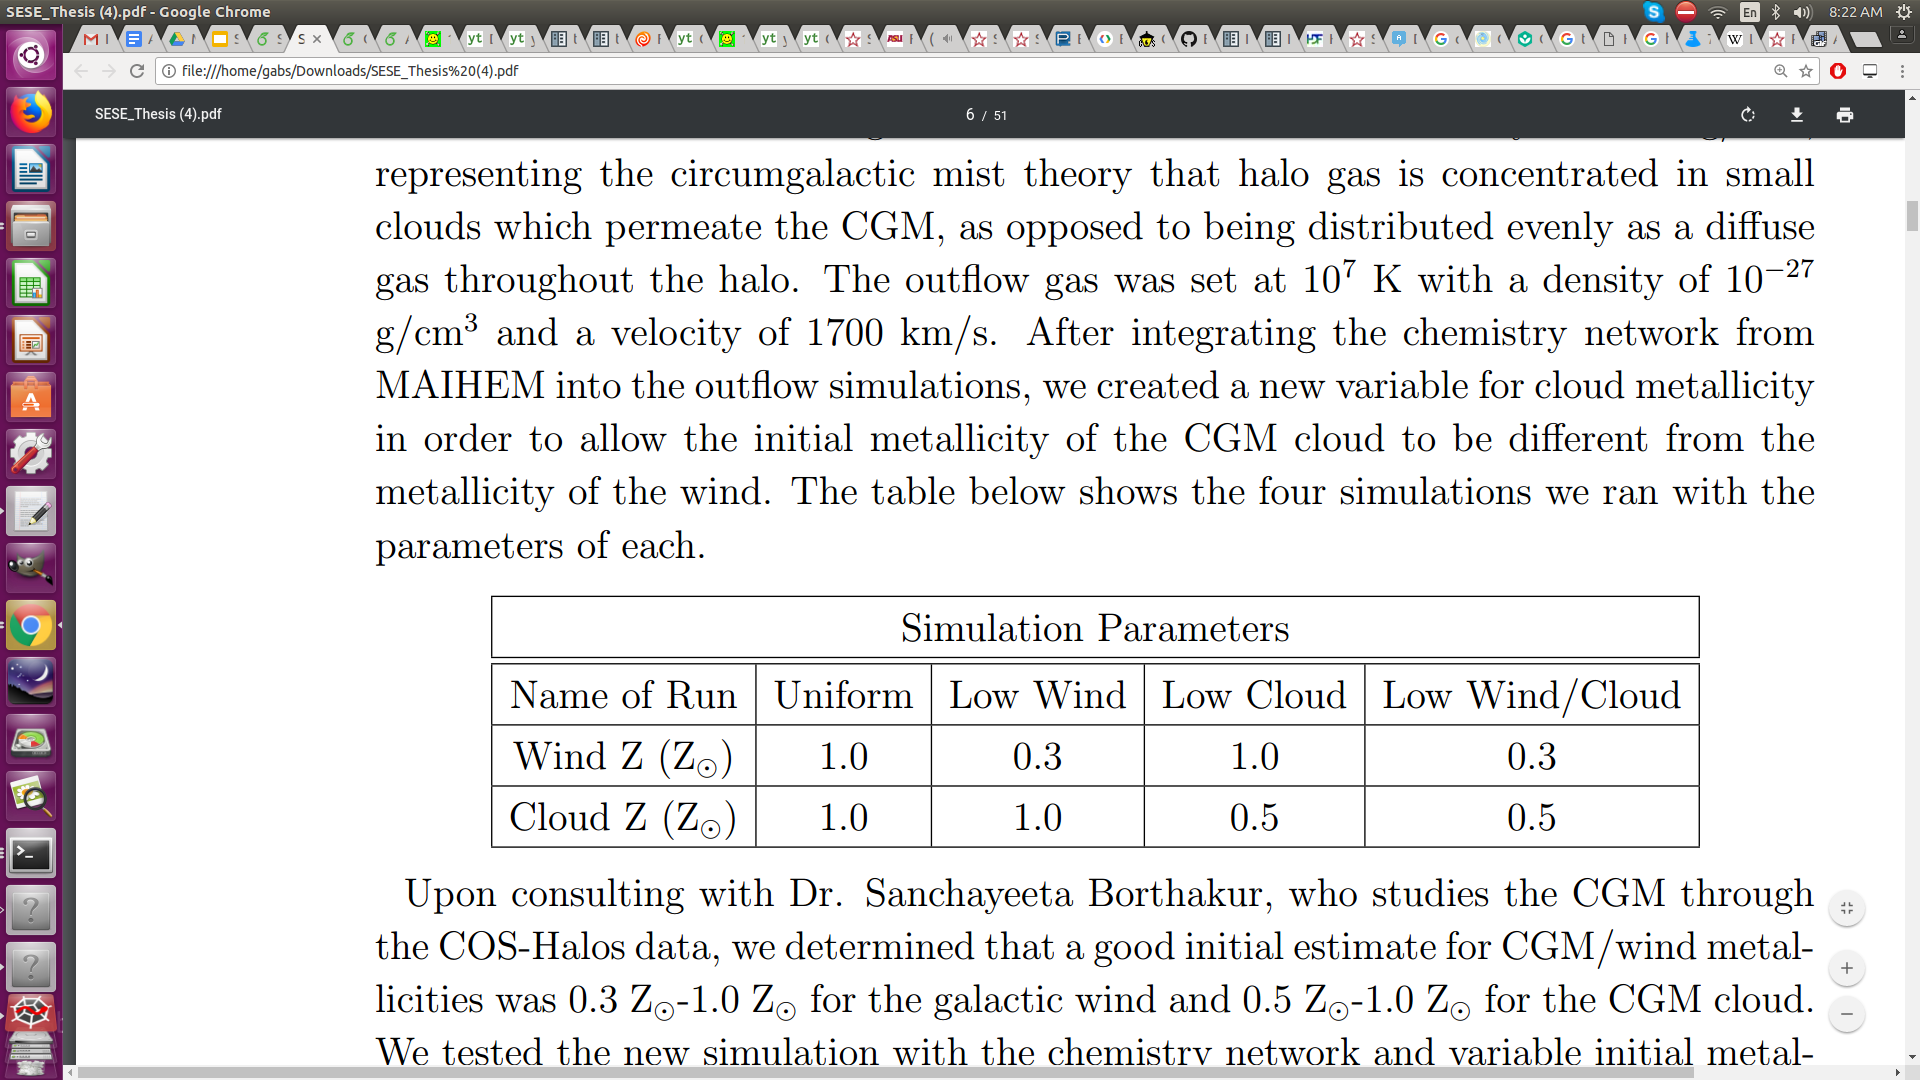 SESE_Thesis (4).pdf - Google Chrome
En
8:22 AM
file:///home/gabs/Downloads/SESE_Thesis%20(4).pdf
SESE_Thesis (4).pdf
6 / 51
representing the circumgalactic mist theory that halo gas is concentrated in small
clouds which permeate the CGM, as opposed to being distributed evenly as a diffuse
gas throughout the halo. The outflow gas was set at 10⁷ K with a density of 10⁻²⁷
g/cm³ and a velocity of 1700 km/s. After integrating the chemistry network from
MAIHEM into the outflow simulations, we created a new variable for cloud metallicity
in order to allow the initial metallicity of the CGM cloud to be different from the
metallicity of the wind. The table below shows the four simulations we ran with the
parameters of each.
Simulation Parameters
Name of Run Uniform Low Wind Low Cloud Low Wind/Cloud
Wind Z (Z⊙) 1.0 0.3 1.0 0.3
Cloud Z (Z⊙) 1.0 1.0 0.5 0.5
Upon consulting with Dr. Sanchayeeta Borthakur, who studies the CGM through
the COS-Halos data, we determined that a good initial estimate for CGM/wind metal-
licities was 0.3 Z⊙-1.0 Z⊙ for the galactic wind and 0.5 Z⊙-1.0 Z⊙ for the CGM cloud.
We tested the new simulation with the chemistry network and variable initial metal-